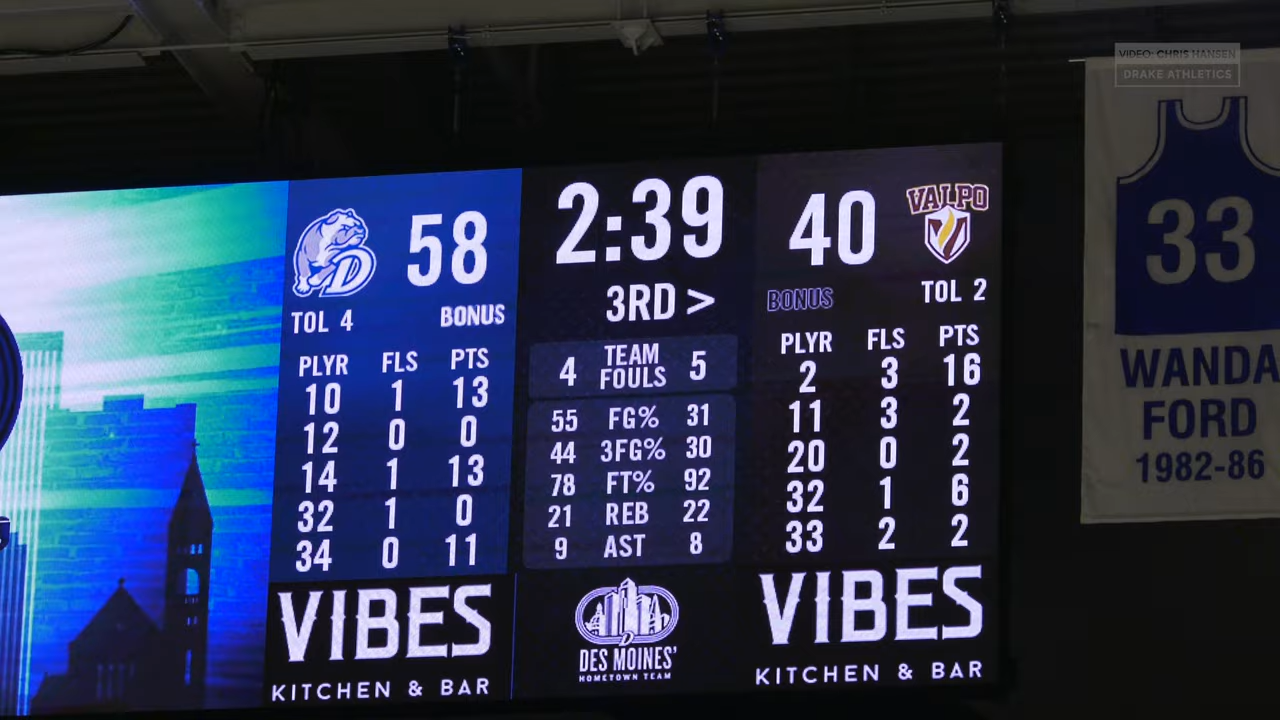 VIDEO: CHRIS HANSEN
DRAKE ATHLETICS
D 58
TOL 4 BONUS
PLYR FLS PTS
10 1 13
12 0 0
14 1 13
32 1 0
34 0 11
VIBES
KITCHEN & BAR
2:39
3RD >
4 TEAM FOULS 5
55 FG% 31
44 3FG% 30
78 FT% 92
21 REB 22
9 AST 8
D
DES MOINES'
HOMETOWN TEAM
40 VALPO
BONUS TOL 2
PLYR FLS PTS
2 3 16
11 3 2
20 0 2
32 1 6
33 2 2
VIBES
KITCHEN & BAR
33
WANDA
FORD
1982-86